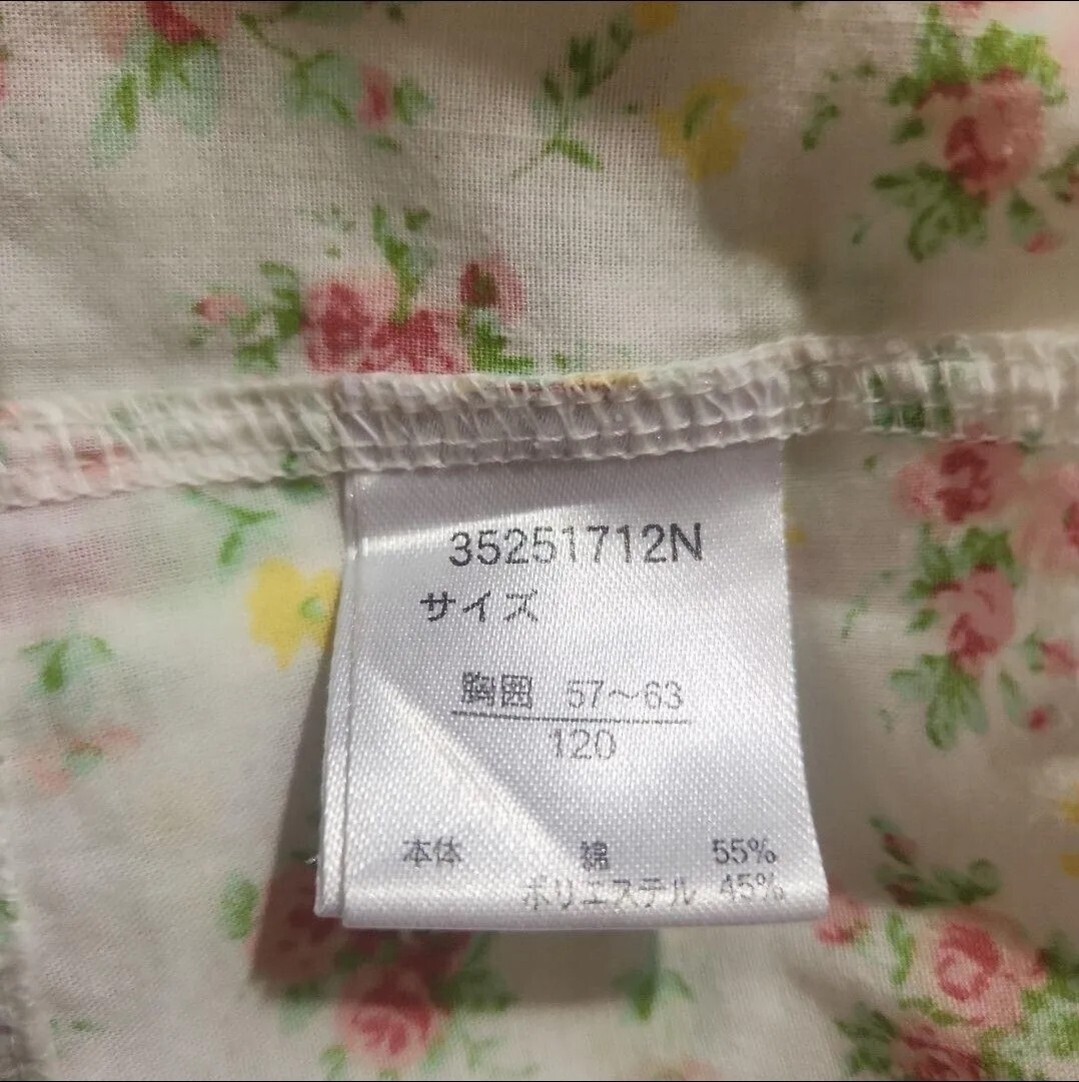 35251712N
サイズ
胸囲 57〜63
120
本体 綿 55%
ポリエステル 45%